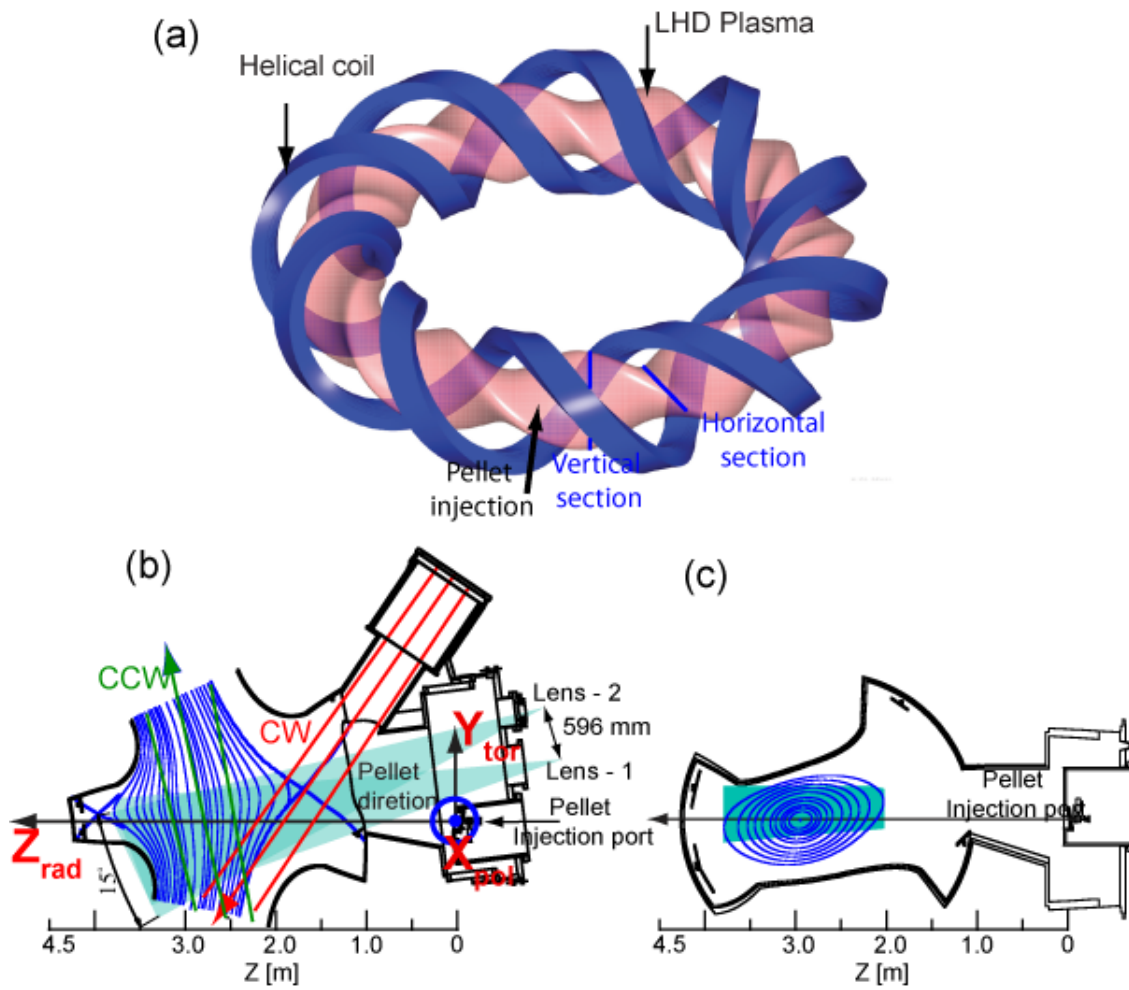 (a)
LHD Plasma
Helical coil
Horizontal
section
Pellet
injection
Vertical
section
(b)
(c)
CCW
CW
Lens - 2
596 mm
Y tor
Lens - 1
Pellet
diretion
Pellet
Injection port
Z rad
X pol
15°
4.5 3.0 2.0 1.0 0
Z [m]
Pellet
Injection port
4.5 3.0 2.0 1.0 0
Z [m]